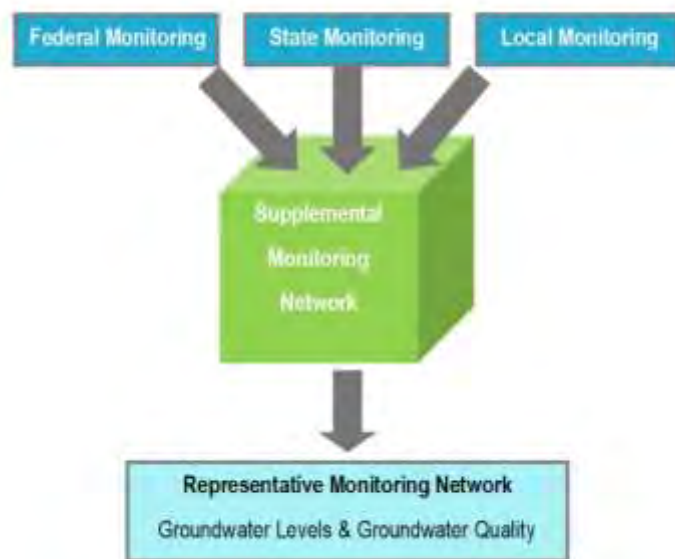 Federal Monitoring
State Monitoring
Local Monitoring
Supplemental
Monitoring
Network
Representative Monitoring Network
Groundwater Levels & Groundwater Quality